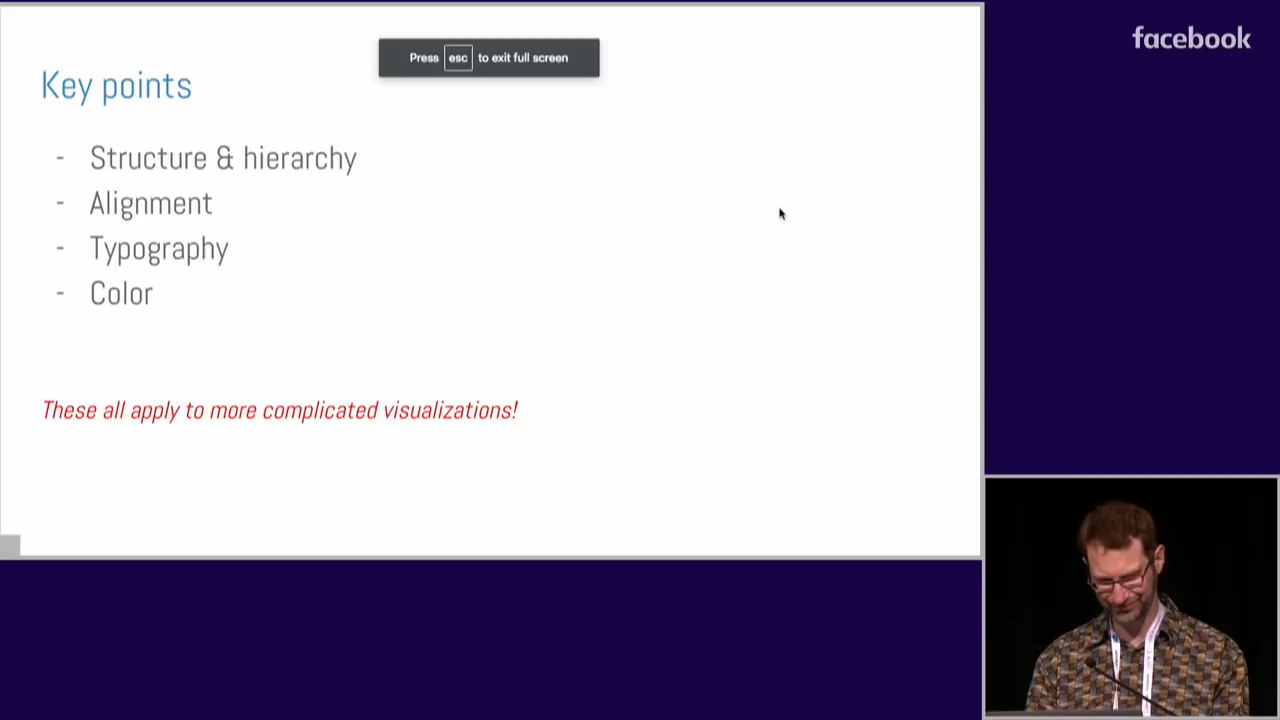 facebook
Press esc to exit full screen
Key points
- Structure & hierarchy
- Alignment
- Typography
- Color
These all apply to more complicated visualizations!